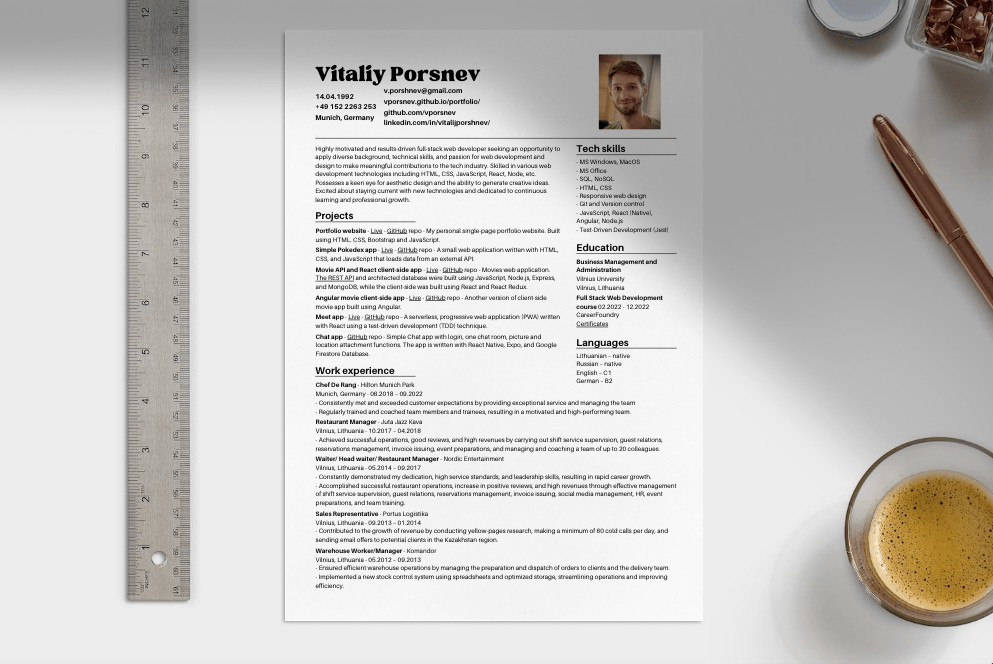 Vitaliy Porsnev
14.04.1992
+49 152 2263 253
Munich, Germany
v.porshnev@gmail.com
vporsnev.github.io/portfolio/
github.com/vporsnev
linkedin.com/in/vitalijporshnev/
Highly motivated and results-driven full-stack web developer seeking an opportunity to
apply diverse background, technical skills, and passion for web development and
design to make meaningful contributions to the tech industry. Skilled in various web
development technologies including HTML, CSS, JavaScript, React, Node, etc.
Possesses a keen eye for aesthetic design and the ability to generate creative ideas.
Excited about staying current with new technologies and dedicated to continuous
learning and professional growth.
Projects
Portfolio website - Live - GitHub repo - My personal single-page portfolio website. Built
using HTML. CSS, Bootstrap and JavaScript.
Simple Pokedex app - Live - GitHub repo - A small web application written with HTML,
CSS, and JavaScript that loads data from an external API.
Movie API and React client-side app - Live - GitHub repo - Movies web application.
The REST API and architected database were built using JavaScript, Node.js, Express,
and MongoDB, while the client-side was built using React and React Redux.
Angular movie client-side app - Live - GitHub repo - Another version of client-side
movie app built using Angular.
Meet app - Live - GitHub repo - A serverless, progressive web application (PWA) written
with React using a test-driven development (TDD) technique.
Chat app - GitHub repo - Simple Chat app with login, one chat room, picture and
location attachment functions. The app is written with React Native, Expo, and Google
Firestore Database.
Tech skills
- MS Windows, MacOS
- MS Office
- SQL, NoSQL
- HTML, CSS
- Responsive web design
- Git and Version control
- JavaScript, React (Native),
Angular, Node.js
- Test-Driven Development (Jest)
Education
Business Management and
Administration
Vilnius University
Vilnius, Lithuania
Full Stack Web Development
course 02.2022 - 12.2022
CareerFoundry
Certificates
Languages
Lithuanian - native
Russian - native
English - C1
German - B2
Work experience
Chef De Rang - Hilton Munich Park
Munich, Germany - 06.2018 - 09.2022
- Consistently met and exceeded customer expectations by providing exceptional service and managing the team
- Regularly trained and coached team members and trainees, resulting in a motivated and high-performing team.
Restaurant Manager - Juta Jazz Kava
Vilnius, Lithuania - 10.2017 - 04.2018
- Achieved successful operations, good reviews, and high revenues by carrying out shift service supervision, guest relations,
reservations management, invoice issuing, event preparations, and managing and coaching a team of up to 20 colleagues.
Waiter/ Head waiter/ Restaurant Manager - Nordic Entertainment
Vilnius, Lithuania - 05.2014 - 09.2017
- Constantly demonstrated my dedication, high service standards, and leadership skills, resulting in rapid career growth.
- Accomplished successful restaurant operations, increase in positive reviews, and high revenues through effective management
of shift service supervision, guest relations, reservations management, invoice issuing, social media management, HR, event
preparations, and team training.
Sales Representative - Portus Logistika
Vilnius, Lithuania - 09.2013 - 01.2014
- Contributed to the growth of revenue by conducting yellow-pages research, making a minimum of 60 cold calls per day, and
sending email offers to potential clients in the Kazakhstan region.
Warehouse Worker/Manager - Komandor
Vilnius, Lithuania - 05.2012 - 09.2013
- Ensured efficient warehouse operations by managing the preparation and dispatch of orders to clients and the delivery team.
- Implemented a new stock control system using spreadsheets and optimized storage, streamlining operations and improving
efficiency.
12
11
10
9
8
7
6
5
4
3
2
1